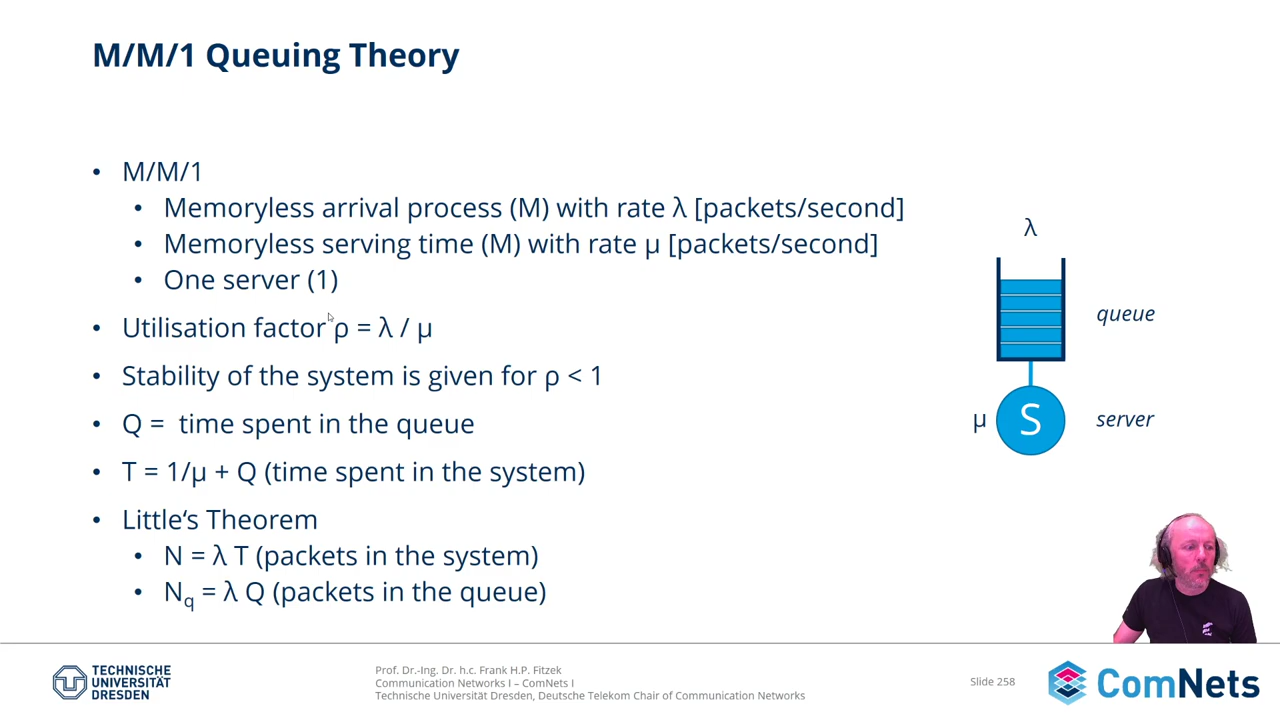 M/M/1 Queuing Theory
• M/M/1
• Memoryless arrival process (M) with rate λ [packets/second]
• Memoryless serving time (M) with rate μ [packets/second]
• One server (1)
• Utilisation factor ρ = λ / μ
• Stability of the system is given for ρ < 1
• Q = time spent in the queue
• T = 1/μ + Q (time spent in the system)
• Little‘s Theorem
• N = λ T (packets in the system)
• Nq = λ Q (packets in the queue)
λ
queue
μ
S
server
TECHNISCHE
UNIVERSITÄT
DRESDEN
Prof. Dr.-Ing. Dr. h.c. Frank H.P. Fitzek
Communication Networks I – ComNets I
Technische Universität Dresden, Deutsche Telekom Chair of Communication Networks
Slide 258
ComNets